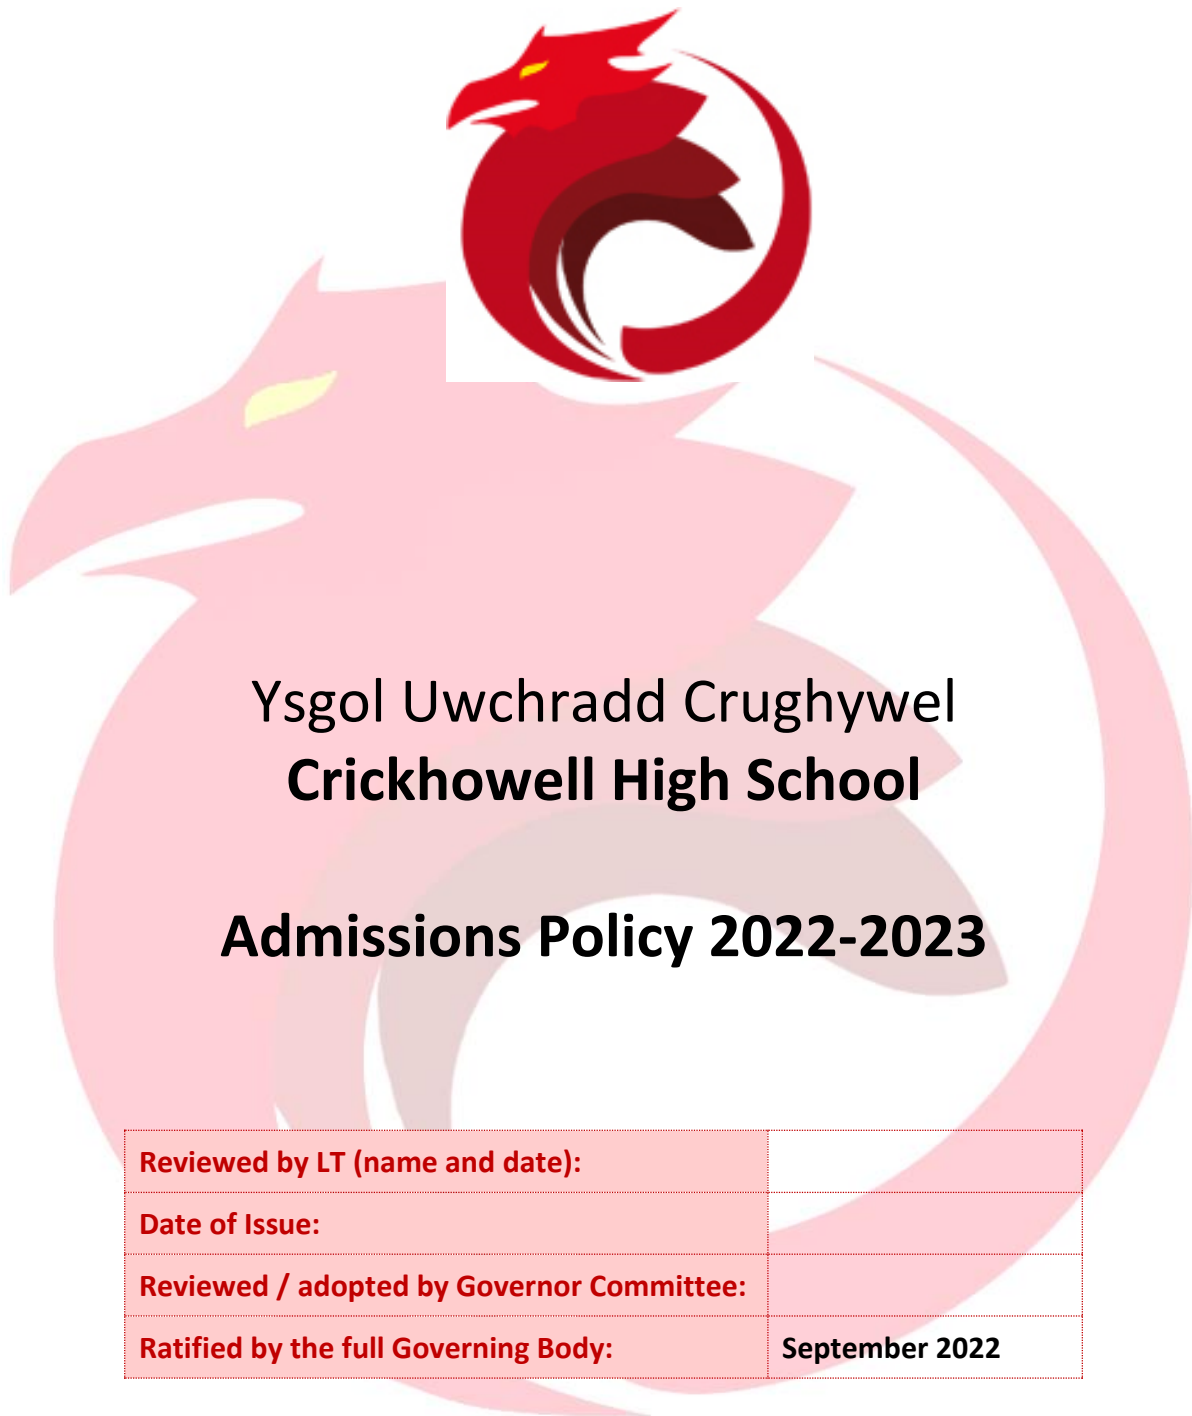 Ysgol Uwchradd Crughywel
Crickhowell High School
Admissions Policy 2022-2023
Reviewed by LT (name and date):
Date of Issue:
Reviewed / adopted by Governor Committee:
Ratified by the full Governing Body: September 2022